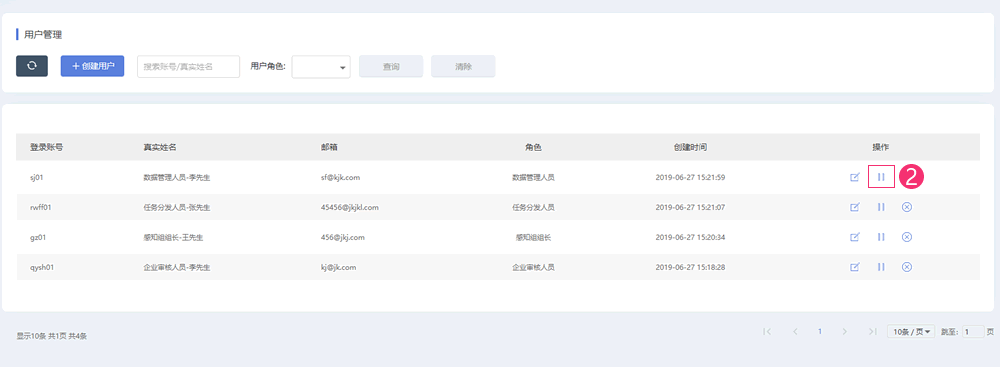 用户管理
+ 创建用户 搜索账号/真实姓名 用户角色: 查询 清除
登录账号 真实姓名 邮箱 角色 创建时间 操作
sj01 数据管理人员-李先生 sf@kjk.com 数据管理人员 2019-06-27 15:21:59 2
rwff01 任务分发人员-张先生 45456@jkjkl.com 任务分发人员 2019-06-27 15:21:07
gz01 感知组组长-王先生 456@jkj.com 感知组组长 2019-06-27 15:20:34
qysh01 企业审核人员-李先生 kj@jk.com 企业审核人员 2019-06-27 15:18:28
显示10条 共1页 共4条 1 10条 / 页 跳至: 1 页